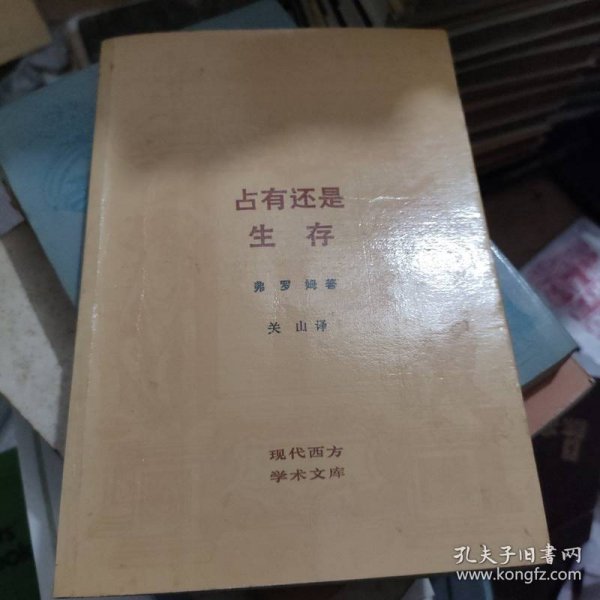 占有还是
生存
弗罗姆著
关山译
现代西方
学术文库
孔夫子旧书网
www.kongfz.com